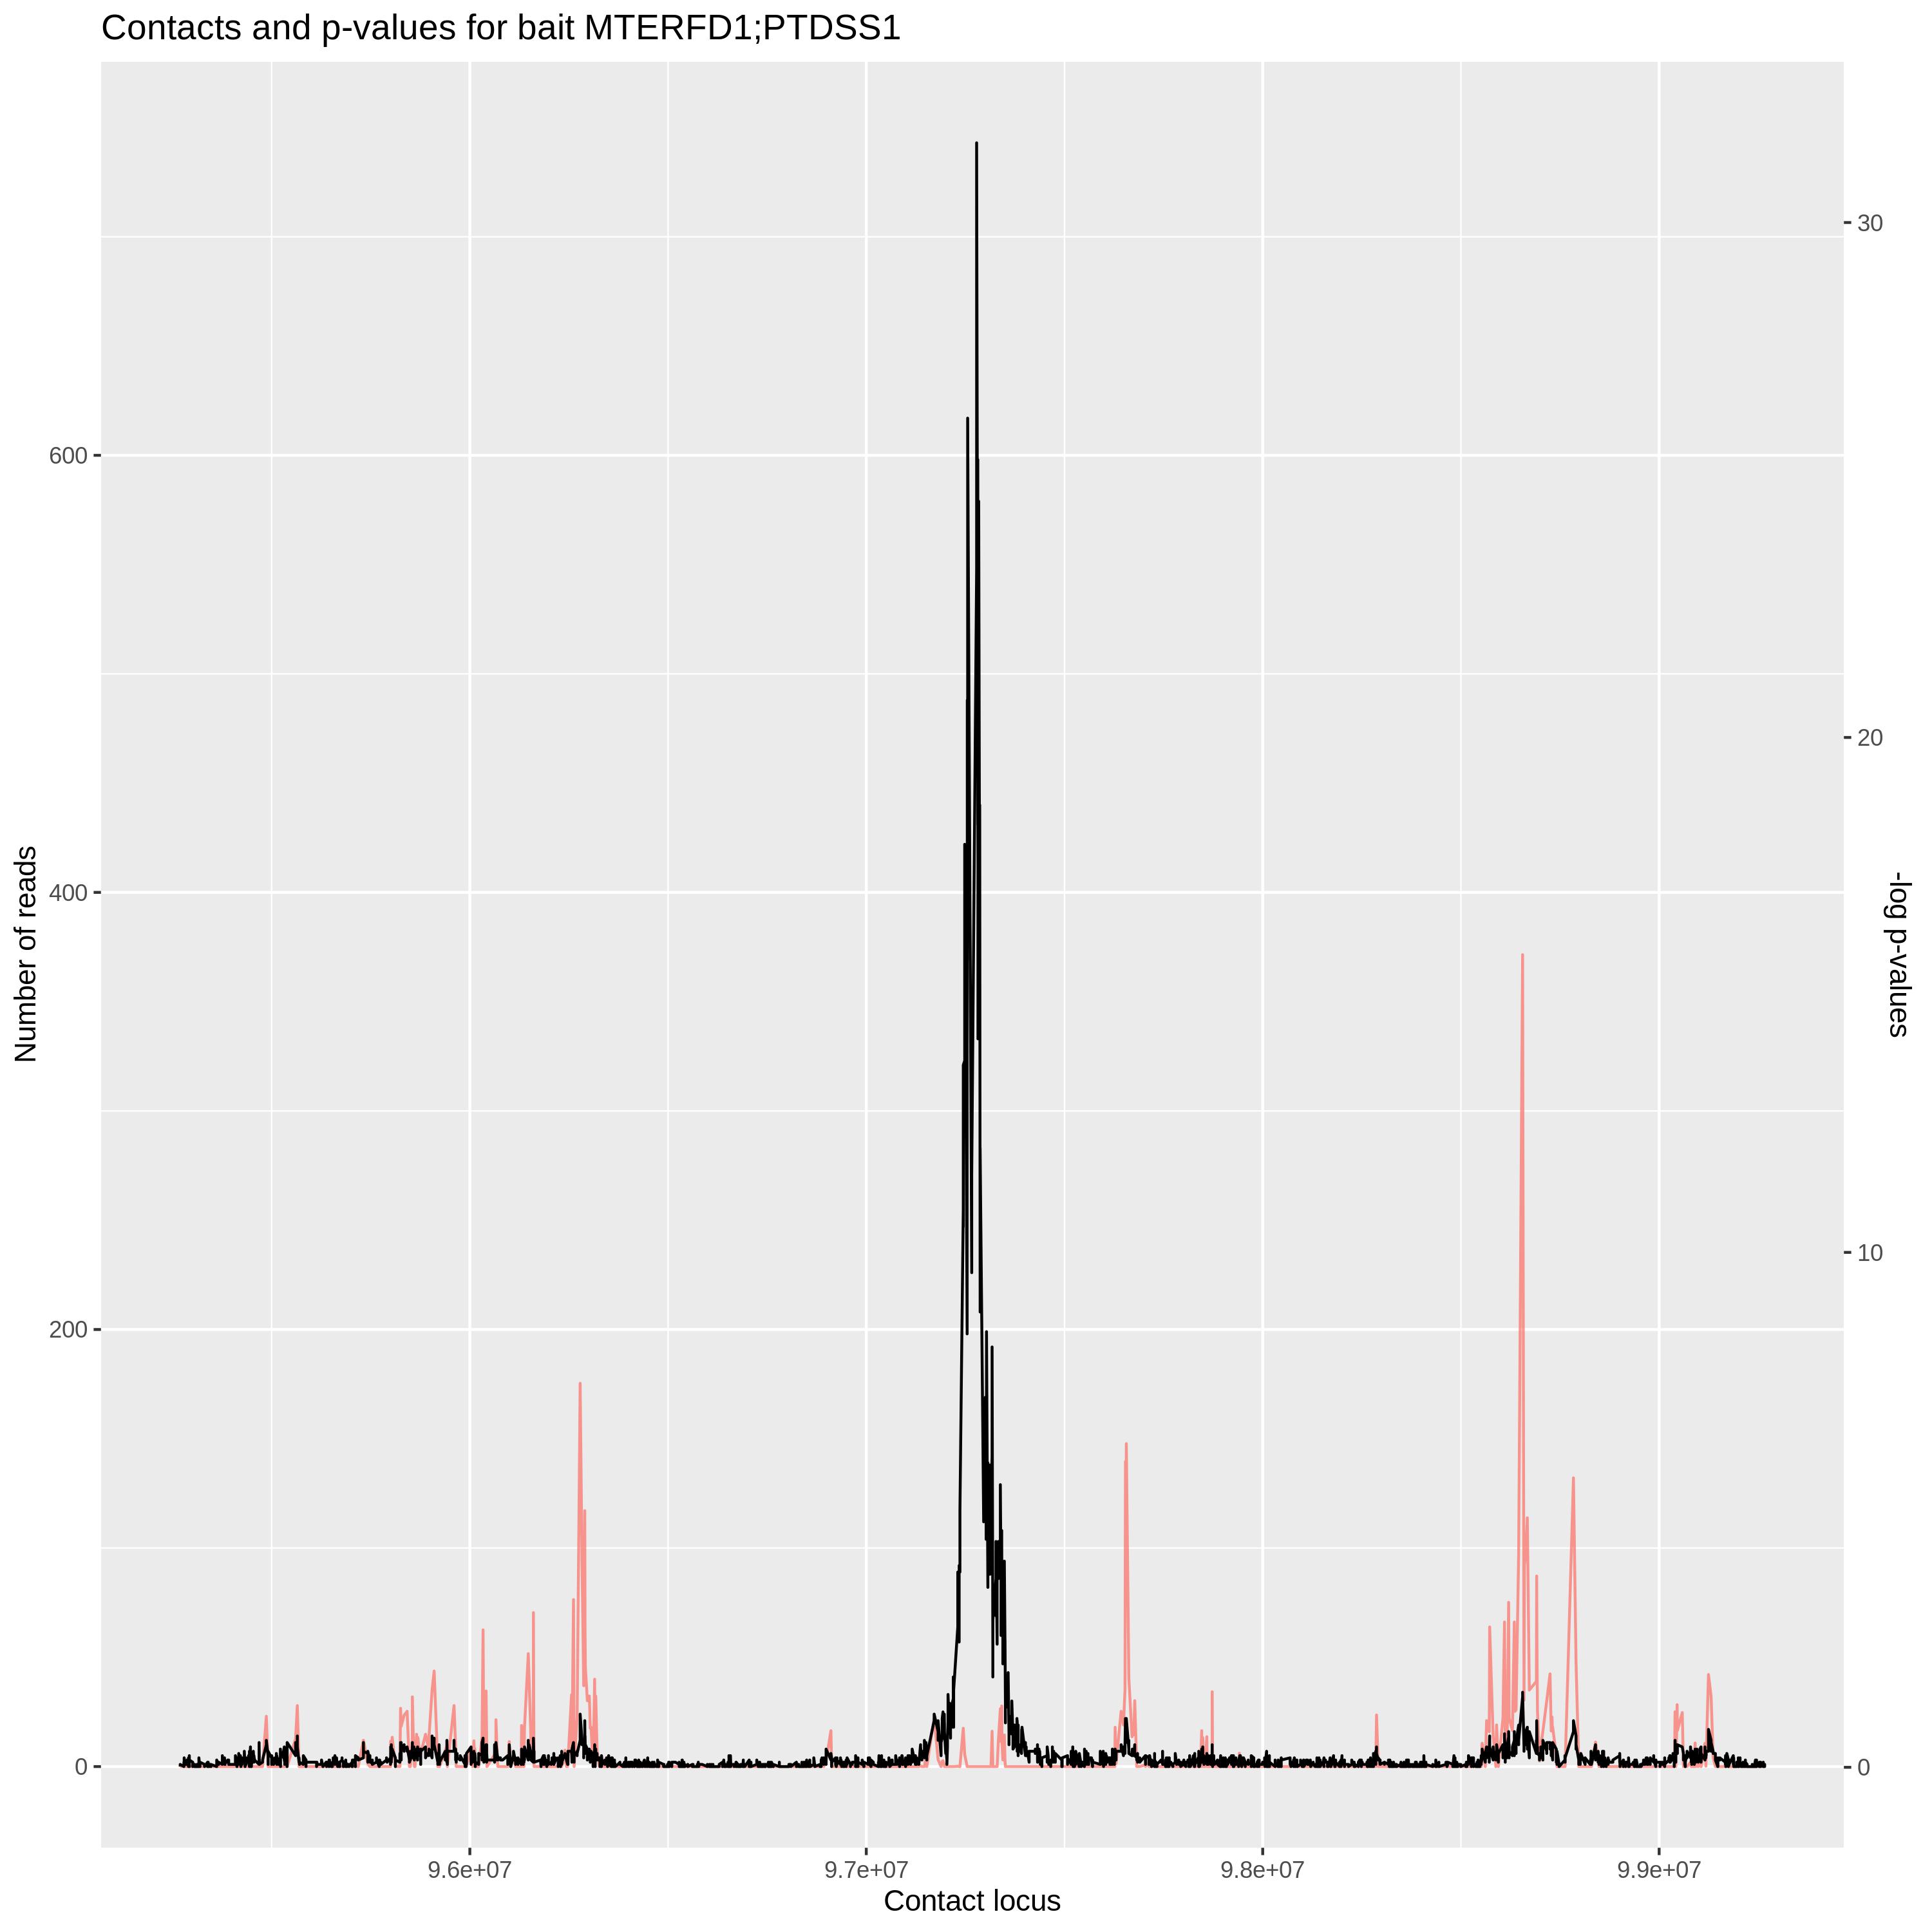 Contacts and p-values for bait MTERFD1;PTDSS1
30
600
20
Number of reads
400
-log p-values
10
200
0
0
9.6e+07
9.7e+07
9.8e+07
9.9e+07
Contact locus